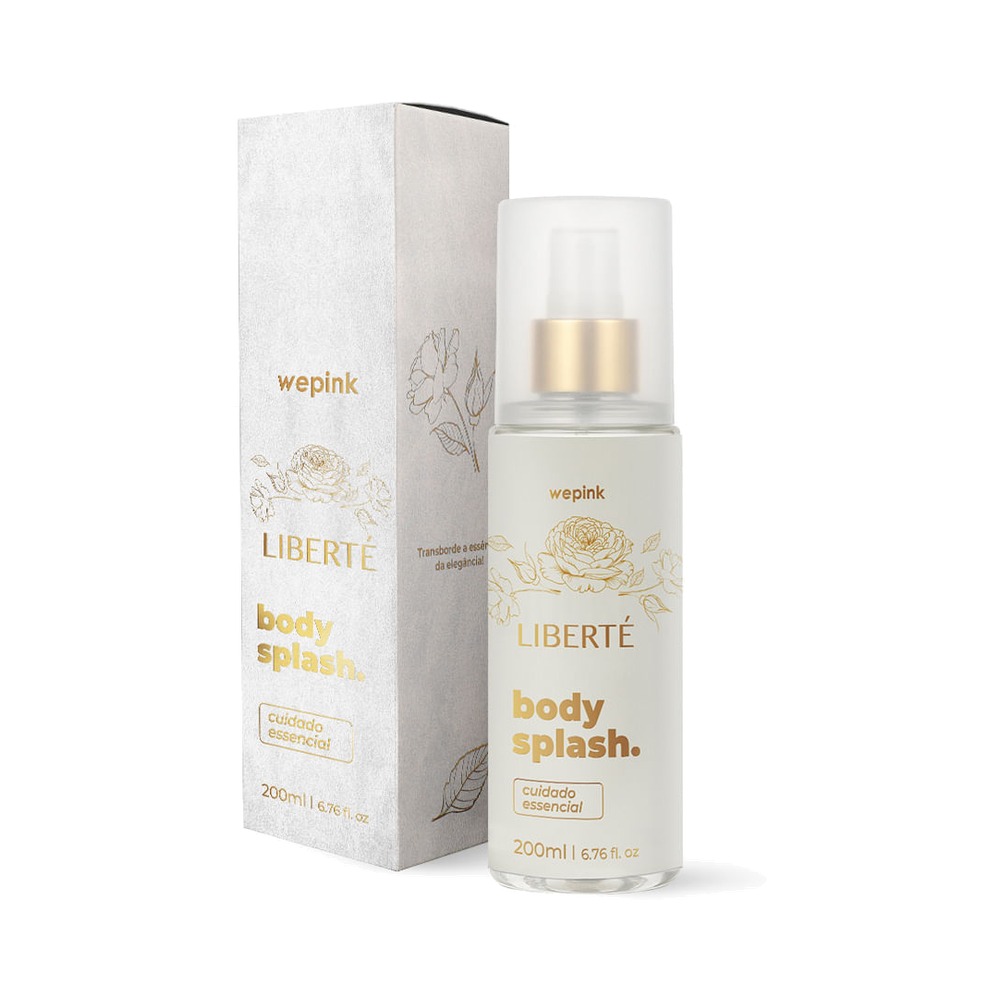 wepink
LIBERTÉ
body
splash.
cuidado
essencial
200ml | 6.76 fl. oz
Transborde a
da elegância!
wepink
LIBERTÉ
body
splash.
cuidado
essencial
200ml | 6.76 fl. oz